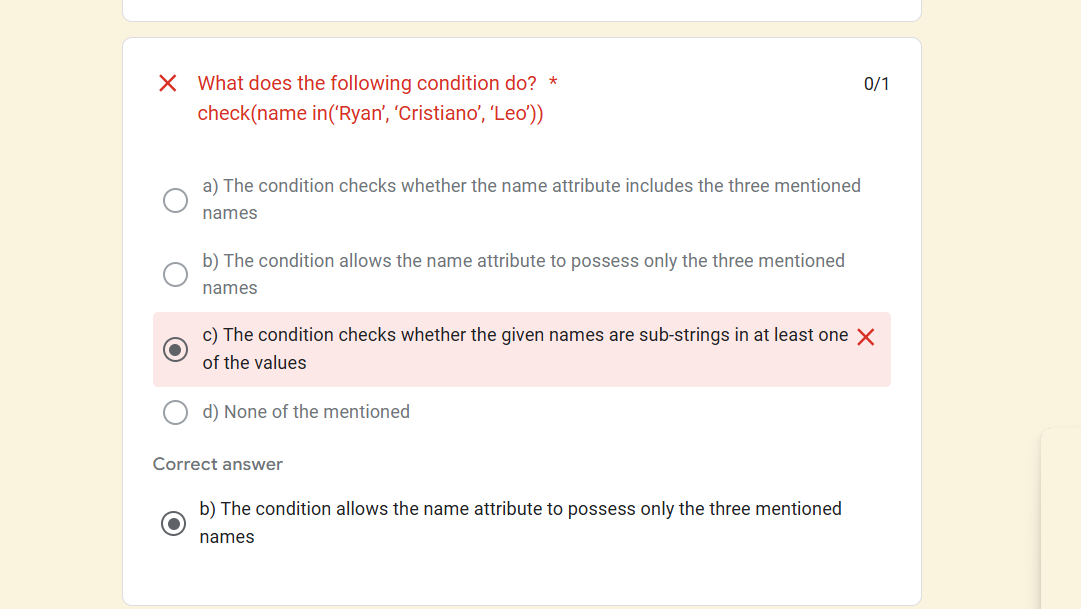 What does the following condition do? *
0/1
check(name in(‘Ryan’, ‘Cristiano’, ‘Leo’))
a) The condition checks whether the name attribute includes the three mentioned
names
b) The condition allows the name attribute to possess only the three mentioned
names
c) The condition checks whether the given names are sub-strings in at least one
of the values
d) None of the mentioned
Correct answer
b) The condition allows the name attribute to possess only the three mentioned
names